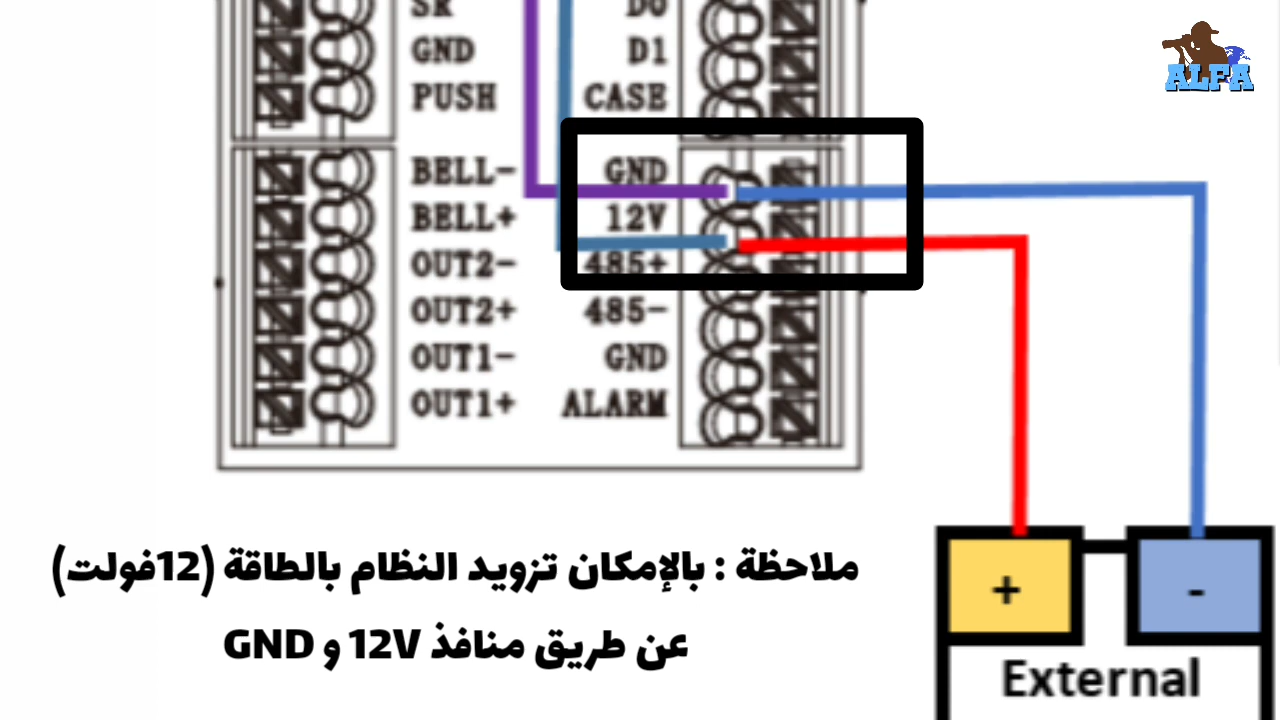 SR
D0
GND
D1
PUSH
CASE
ALFA
BELL-
GND
BELL+
12V
OUT2-
485+
OUT2+
485-
OUT1-
GND
OUT1+
ALARM
+
-
External
ملاحظة : بالإمكان تزويد النظام بالطاقة (12فولت)
عن طريق منافذ 12V و GND